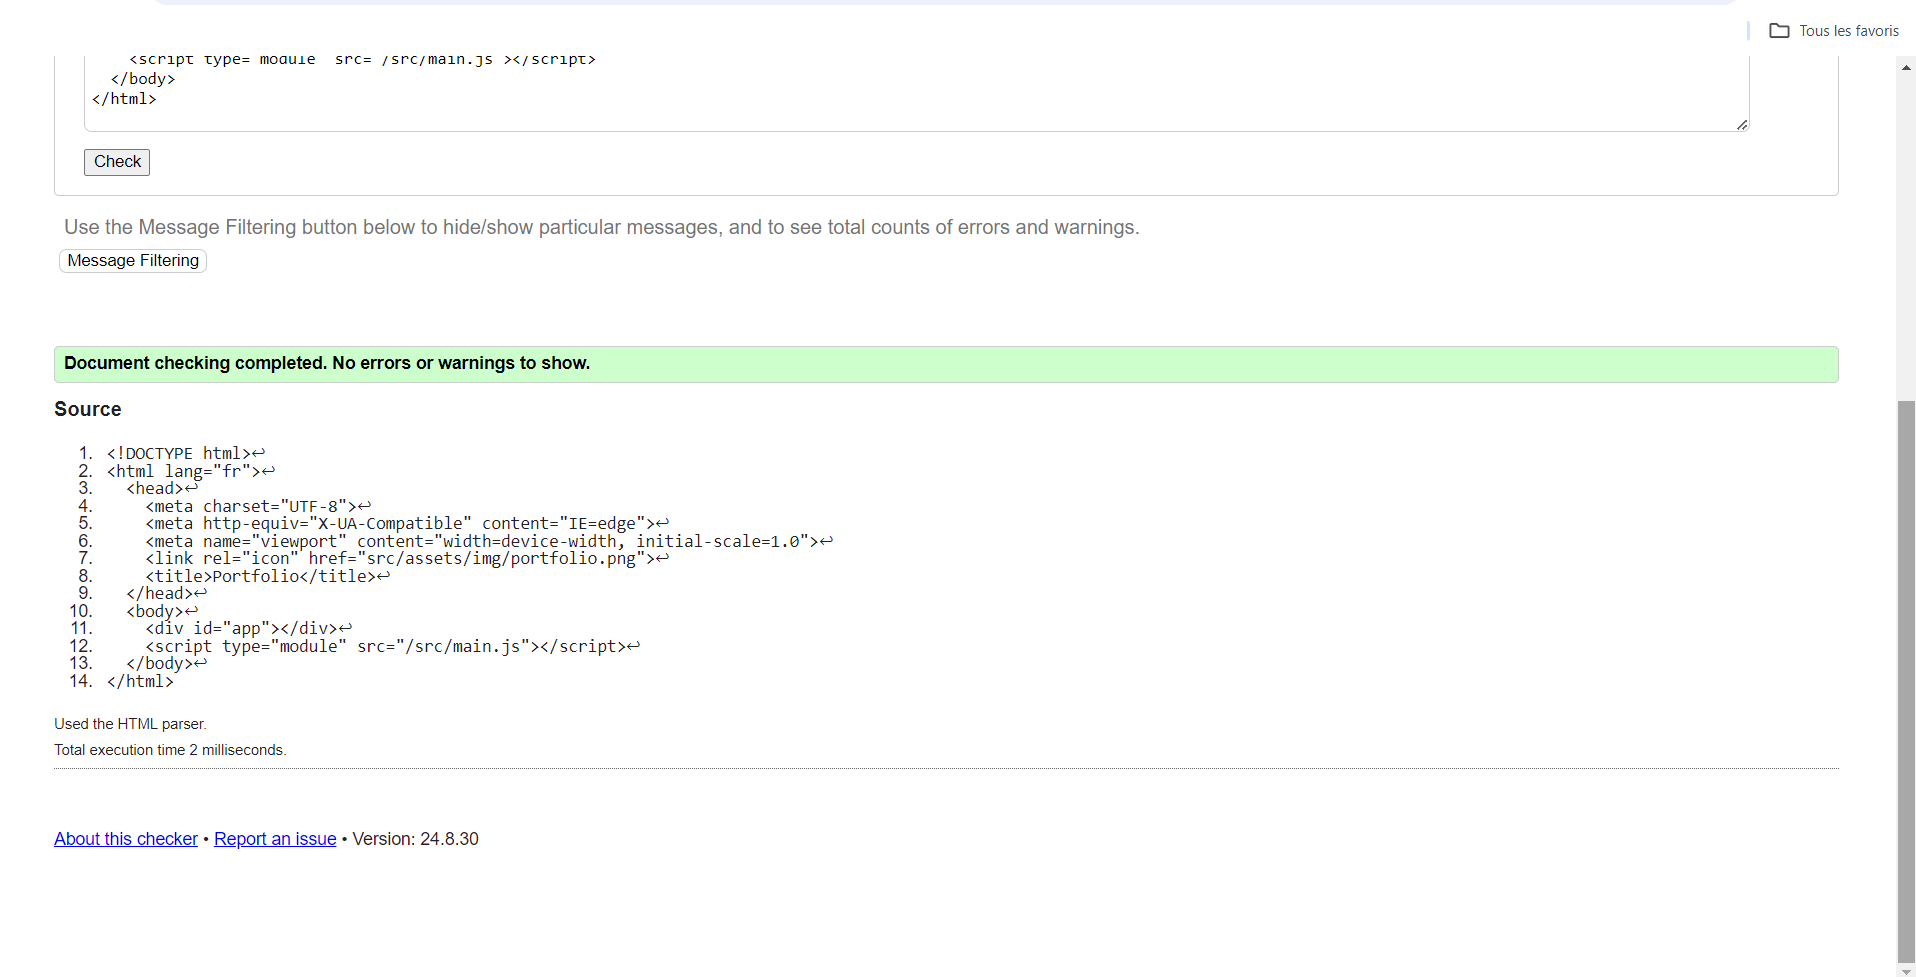 Tous les favoris
<script type="module" src="/src/main.js"></script>
</body>
</html>
Check
Use the Message Filtering button below to hide/show particular messages, and to see total counts of errors and warnings.
Message Filtering
Document checking completed. No errors or warnings to show.
Source
1. <!DOCTYPE html>↩
2. <html lang="fr">↩
3. <head>↩
4. <meta charset="UTF-8">↩
5. <meta http-equiv="X-UA-Compatible" content="IE=edge">↩
6. <meta name="viewport" content="width=device-width, initial-scale=1.0">↩
7. <link rel="icon" href="src/assets/img/portfolio.png">↩
8. <title>Portfolio</title>↩
9. </head>↩
10. <body>↩
11. <div id="app"></div>↩
12. <script type="module" src="/src/main.js"></script>↩
13. </body>↩
14. </html>
Used the HTML parser.
Total execution time 2 milliseconds.
About this checker • Report an issue • Version: 24.8.30